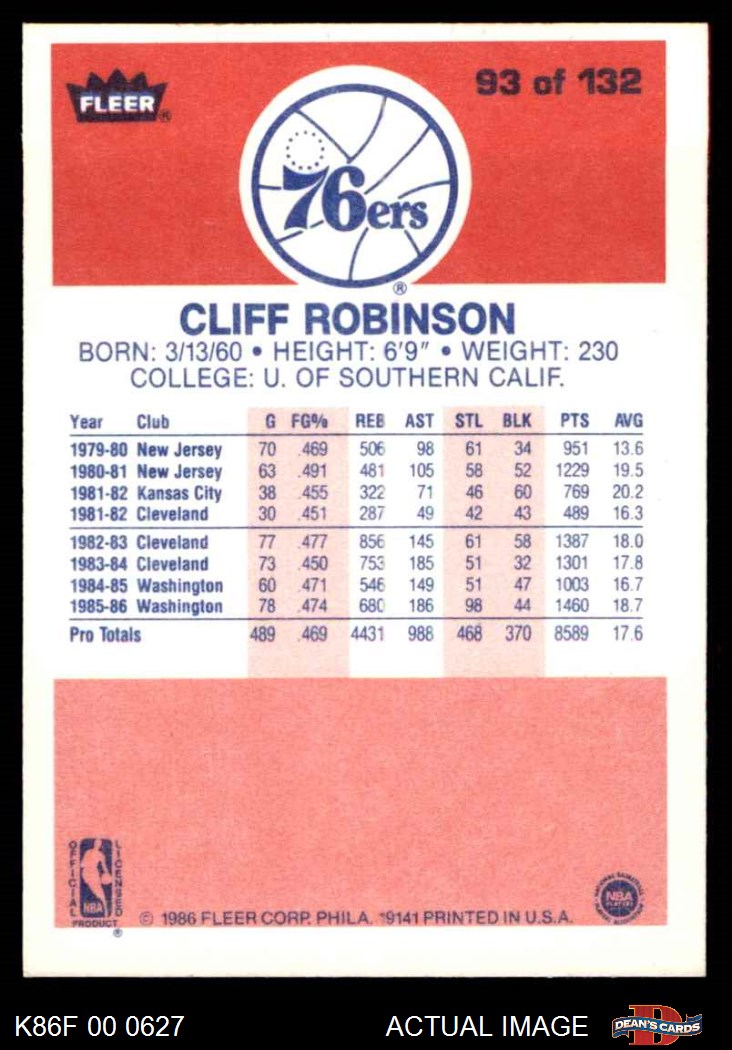 FLEER®
93 of 132
76ers
®
CLIFF ROBINSON
BORN: 3/13/60 • HEIGHT: 6'9" • WEIGHT: 230
COLLEGE: U. OF SOUTHERN CALIF.
Year Club G FG% REB AST STL BLK PTS AVG
1979-80 New Jersey 70 .469 506 98 61 34 951 13.6
1980-81 New Jersey 63 .491 481 105 58 52 1229 19.5
1981-82 Kansas City 38 .455 322 71 46 60 769 20.2
1981-82 Cleveland 30 .451 287 49 42 43 489 16.3
1982-83 Cleveland 77 .477 856 145 61 58 1387 18.0
1983-84 Cleveland 73 .450 753 185 51 32 1301 17.8
1984-85 Washington 60 .471 546 149 51 47 1003 16.7
1985-86 Washington 78 .474 680 186 98 44 1460 18.7
Pro Totals 489 .469 4431 988 468 370 8589 17.6
OFFICIAL
LICENSED
NBA
PRODUCT
®
© 1986 FLEER CORP. PHILA. 19141 PRINTED IN U.S.A.
NATIONAL BASKETBALL
NBA
PLAYERS
ASSOCIATION
K86F 00 0627
ACTUAL IMAGE
DEAN'S CARDS